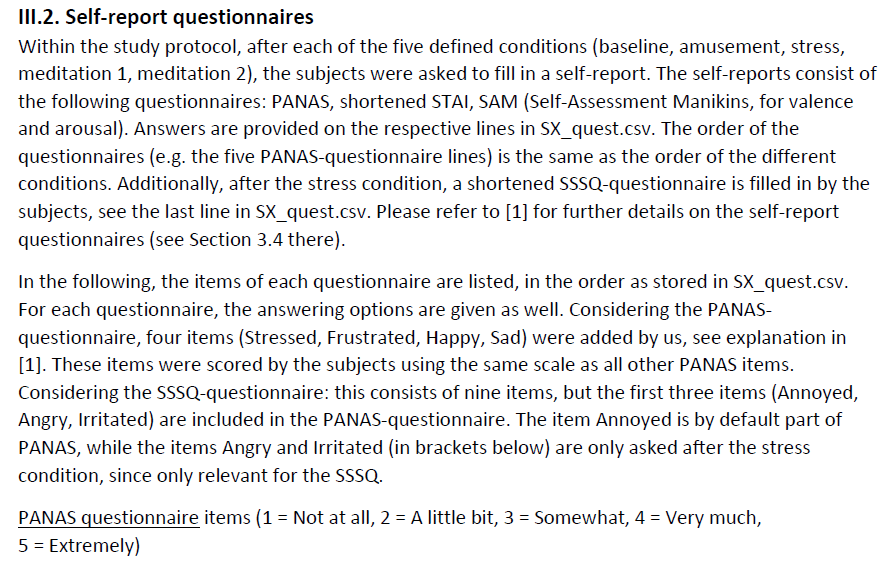 III.2. Self-report questionnaires
Within the study protocol, after each of the five defined conditions (baseline, amusement, stress,
meditation 1, meditation 2), the subjects were asked to fill in a self-report. The self-reports consist of
the following questionnaires: PANAS, shortened STAI, SAM (Self-Assessment Manikins, for valence
and arousal). Answers are provided on the respective lines in SX_quest.csv. The order of the
questionnaires (e.g. the five PANAS-questionnaire lines) is the same as the order of the different
conditions. Additionally, after the stress condition, a shortened SSSQ-questionnaire is filled in by the
subjects, see the last line in SX_quest.csv. Please refer to [1] for further details on the self-report
questionnaires (see Section 3.4 there).
In the following, the items of each questionnaire are listed, in the order as stored in SX_quest.csv.
For each questionnaire, the answering options are given as well. Considering the PANAS-
questionnaire, four items (Stressed, Frustrated, Happy, Sad) were added by us, see explanation in
[1]. These items were scored by the subjects using the same scale as all other PANAS items.
Considering the SSSQ-questionnaire: this consists of nine items, but the first three items (Annoyed,
Angry, Irritated) are included in the PANAS-questionnaire. The item Annoyed is by default part of
PANAS, while the items Angry and Irritated (in brackets below) are only asked after the stress
condition, since only relevant for the SSSQ.
PANAS questionnaire items (1 = Not at all, 2 = A little bit, 3 = Somewhat, 4 = Very much,
5 = Extremely)